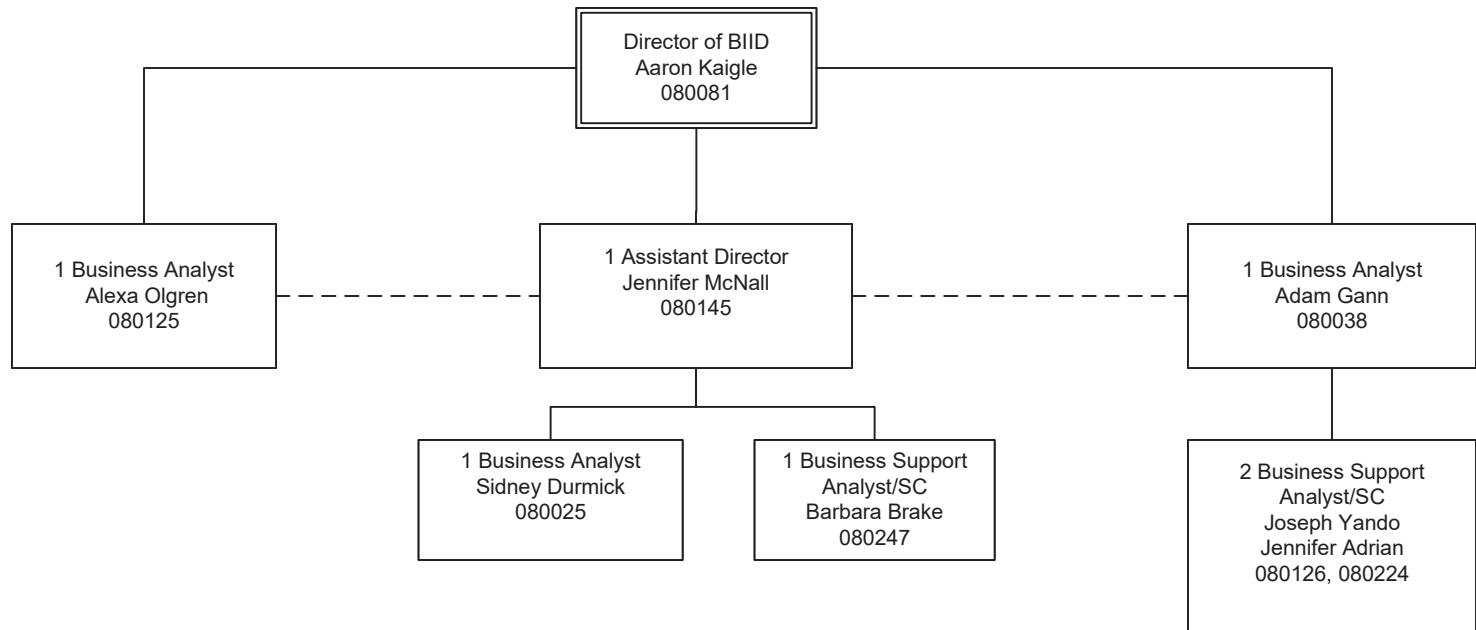 Director of BIID
Aaron Kaigle
080081
1 Business Analyst
Alexa Olgren
080125
1 Assistant Director
Jennifer McNall
080145
1 Business Analyst
Adam Gann
080038
1 Business Analyst
Sidney Durmick
080025
1 Business Support
Analyst/SC
Barbara Brake
080247
2 Business Support
Analyst/SC
Joseph Yando
Jennifer Adrian
080126, 080224